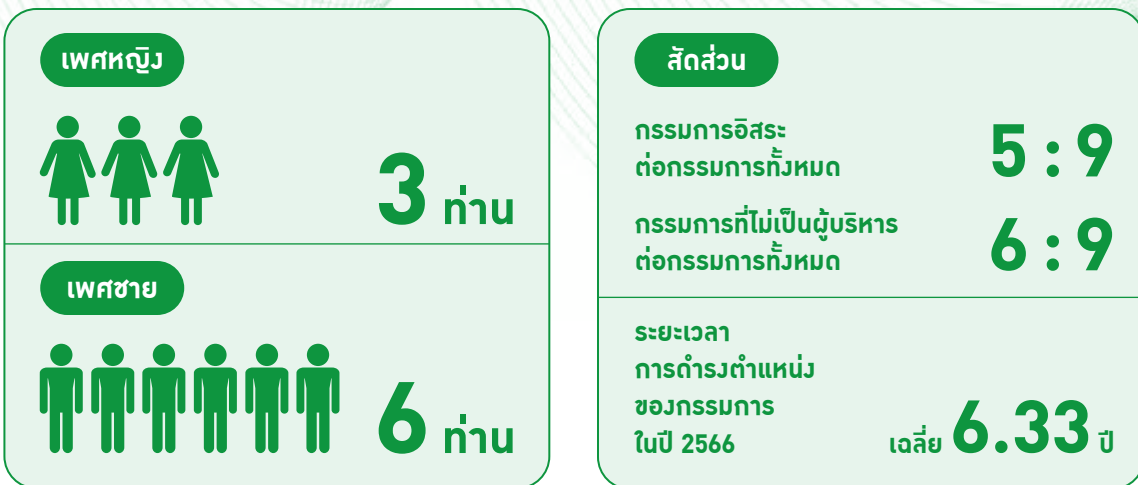 เพศหญิง
3 ท่าน
เพศชาย
6 ท่าน
สัดส่วน
กรรมการอิสระ
ต่อกรรมการทั้งหมด
5 : 9
กรรมการที่ไม่เป็นผู้บริหาร
ต่อกรรมการทั้งหมด
6 : 9
ระยะเวลา
การดำรงตำแหน่ง
ของกรรมการ
ในปี 2566
เฉลี่ย 6.33 ปี